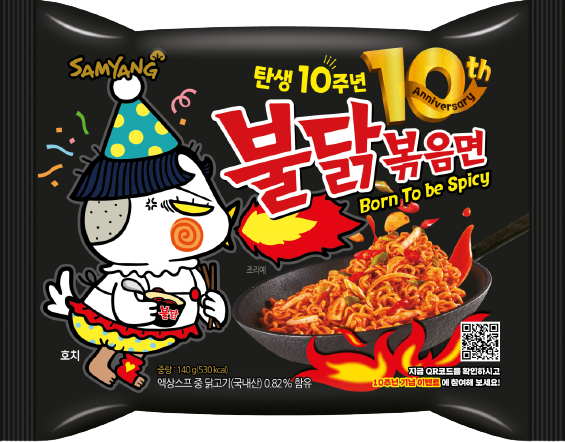 SAMYANG
탄생 10주년
10th
Anniversary
불닭볶음면
Born To be Spicy
조리예
불닭
호치
중량 : 140 g (530 kcal)
액상스프 중 닭고기(국내산) 0.82% 함유
지금 QR코드를 확인하시고
10주년 기념 이벤트에 참여해 보세요!